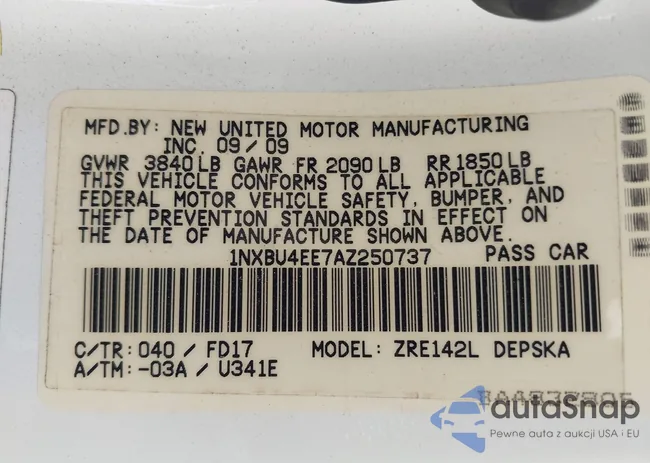 MFD.BY: NEW UNITED MOTOR MANUFACTURING
INC. 09/09
GVWR 3840LB GAWR FR 2090LB RR 1850LB
THIS VEHICLE CONFORMS TO ALL APPLICABLE
FEDERAL MOTOR VEHICLE SAFETY, BUMPER, AND
THEFT PREVENTION STANDARDS IN EFFECT ON
THE DATE OF MANUFACTURE SHOWN ABOVE.
1NXBU4EE7AZ250737 PASS CAR
C/TR: 040 / FD17 MODEL: ZRE142L DEPSKA
A/TM: -03A / U341E
autoSnap
Pewne auta z aukcji USA i EU